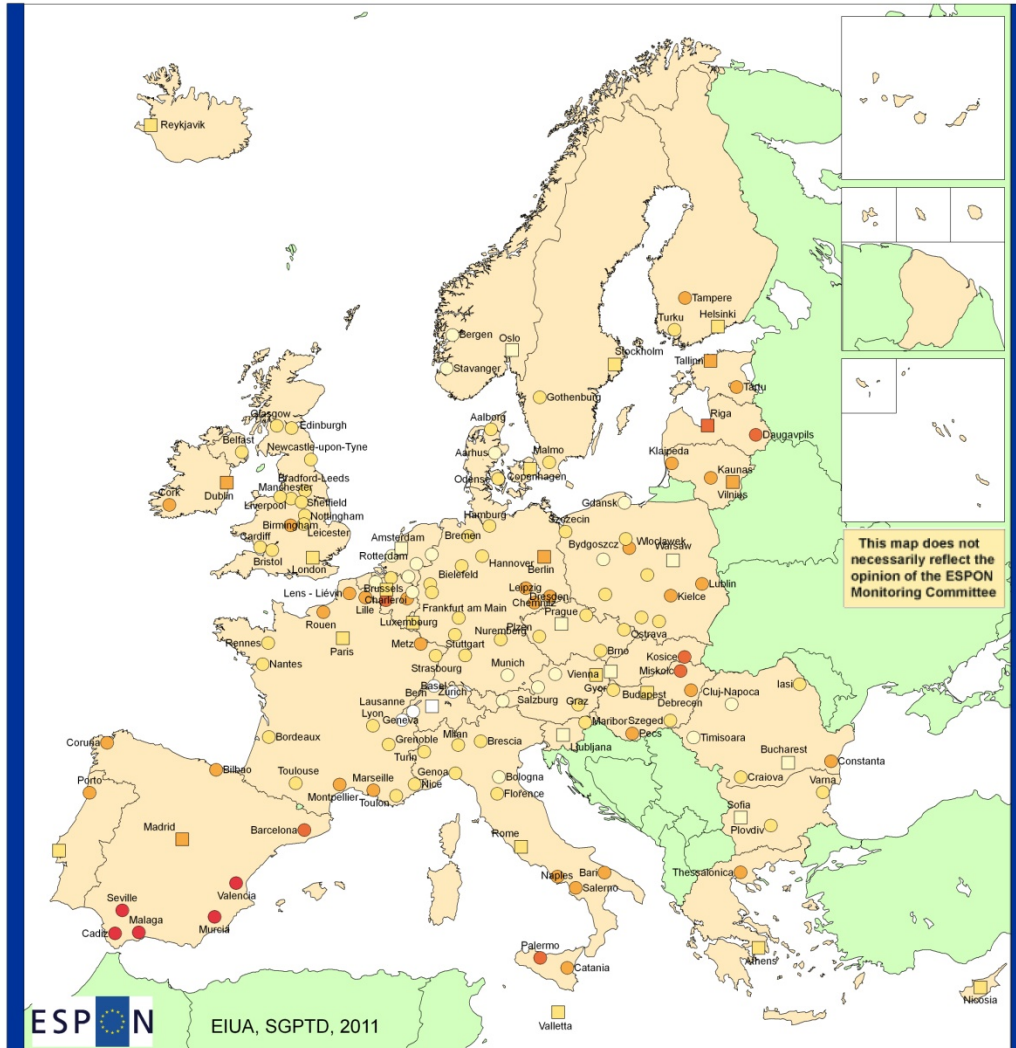 Reykjavik
Tampere
Turku
Helsinki
Bergen
Oslo
Stavanger
Stockholm
Tallinn
Tartu
Gothenburg
Riga
Daugavpils
Glasgow
Edinburgh
Aalborg
Belfast
Newcastle-upon-Tyne
Aarhus
Malmo
Klaipeda
Kaunas
Bradford-Leeds
Odense
Copenhagen
Vilnius
Cork
Dublin
Manchester
Liverpool
Sheffield
Gdansk
Nottingham
Hamburg
Szczecin
Birmingham
Leicester
Bremen
Bydgoszcz
Wloclawek
Cardiff
Amsterdam
Warsaw
Bristol
London
Rotterdam
Hannover
Berlin
This map does not
necessarily reflect the
opinion of the ESPON
Monitoring Committee
Bielefeld
Lens - Liévin
Brussels
Leipzig
Lublin
Lille
Charleroi
Dresden
Kielce
Chemnitz
Rouen
Luxembourg
Frankfurt am Main
Prague
Plzen
Ostrava
Rennes
Paris
Metz
Nuremberg
Stuttgart
Brno
Kosice
Nantes
Strasbourg
Munich
Vienna
Miskolc
Basel
Zurich
Bern
Salzburg
Gyor
Budapest
Debrecen
Cluj-Napoca
Iasi
Lausanne
Geneva
Graz
Lyon
Maribor
Szeged
Pecs
Coruna
Bordeaux
Grenoble
Milan
Brescia
Ljubljana
Timisoara
Turin
Bucharest
Porto
Bilbao
Toulouse
Marseille
Genoa
Nice
Bologna
Craiova
Constanta
Montpellier
Toulon
Florence
Varna
Sofia
Madrid
Barcelona
Rome
Plovdiv
Thessalonica
Naples
Bari
Salerno
Seville
Valencia
Malaga
Cadiz
Murcia
Palermo
Catania
Athens
Nicosia
Valletta
ESPON
EIUA, SGPTD, 2011